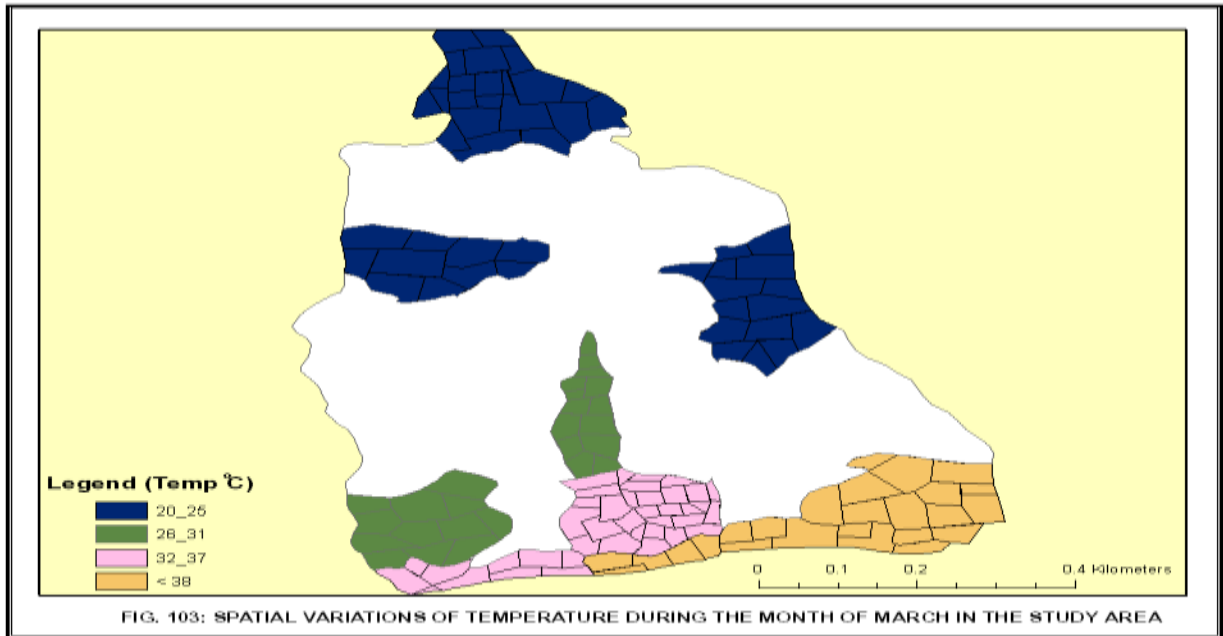 Legend (Temp °C)
20_25
26_31
32_37
< 38
0 0.1 0.2 0.4 Kilometers
FIG. 103: SPATIAL VARIATIONS OF TEMPERATURE DURING THE MONTH OF MARCH IN THE STUDY AREA